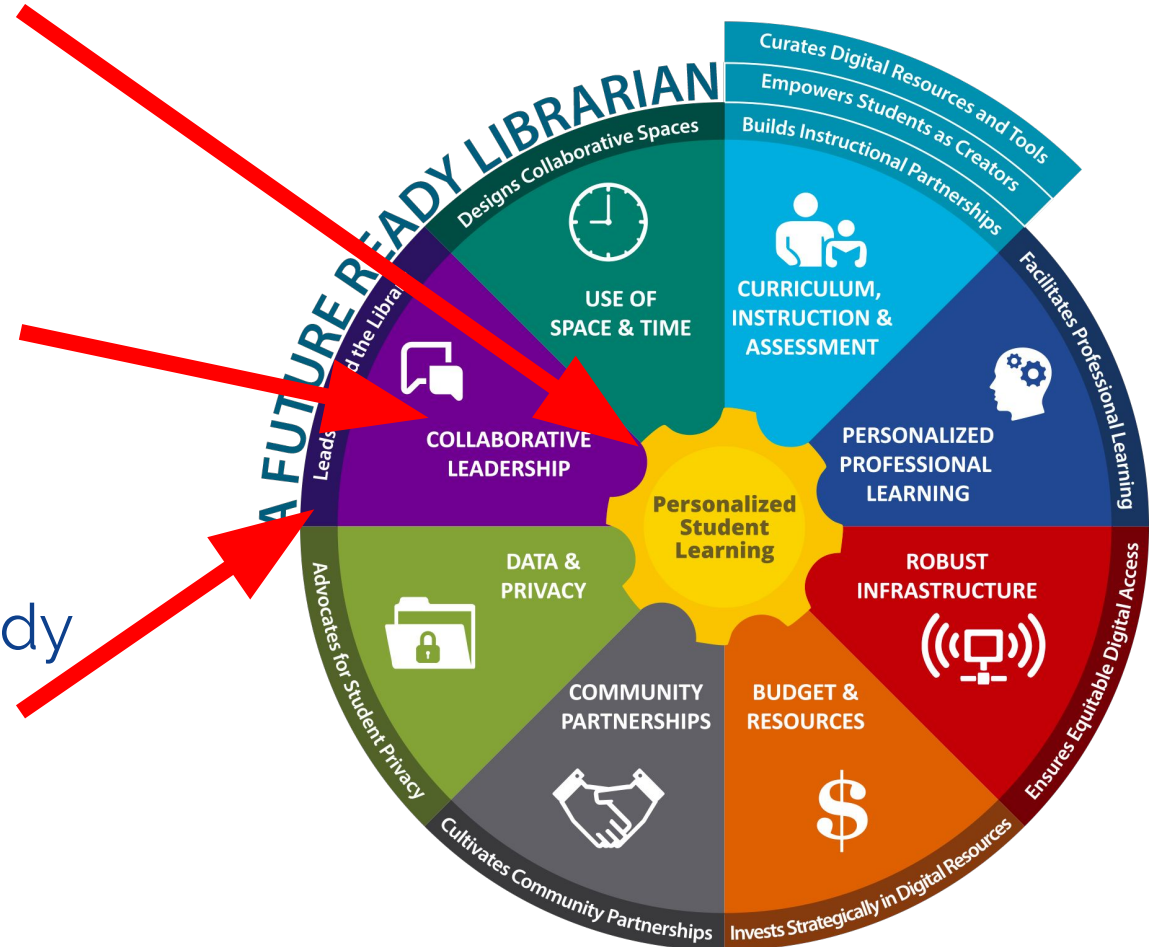 A FUTURE READY LIBRARIAN
Curates Digital Resources and Tools
Empowers Students as Creators
Builds Instructional Partnerships
Designs Collaborative Spaces
USE OF
SPACE & TIME
CURRICULUM,
INSTRUCTION &
ASSESSMENT
Facilitates Professional Learning
PERSONALIZED
PROFESSIONAL
LEARNING
Leads the
COLLABORATIVE
LEADERSHIP
Personalized
Student
Learning
DATA &
PRIVACY
Advocates for Student Privacy
ROBUST
INFRASTRUCTURE
Ensures Equitable Digital Access
dy
COMMUNITY
PARTNERSHIPS
Cultivates Community Partnerships
BUDGET &
RESOURCES
$
Invests Strategically in Digital Resources